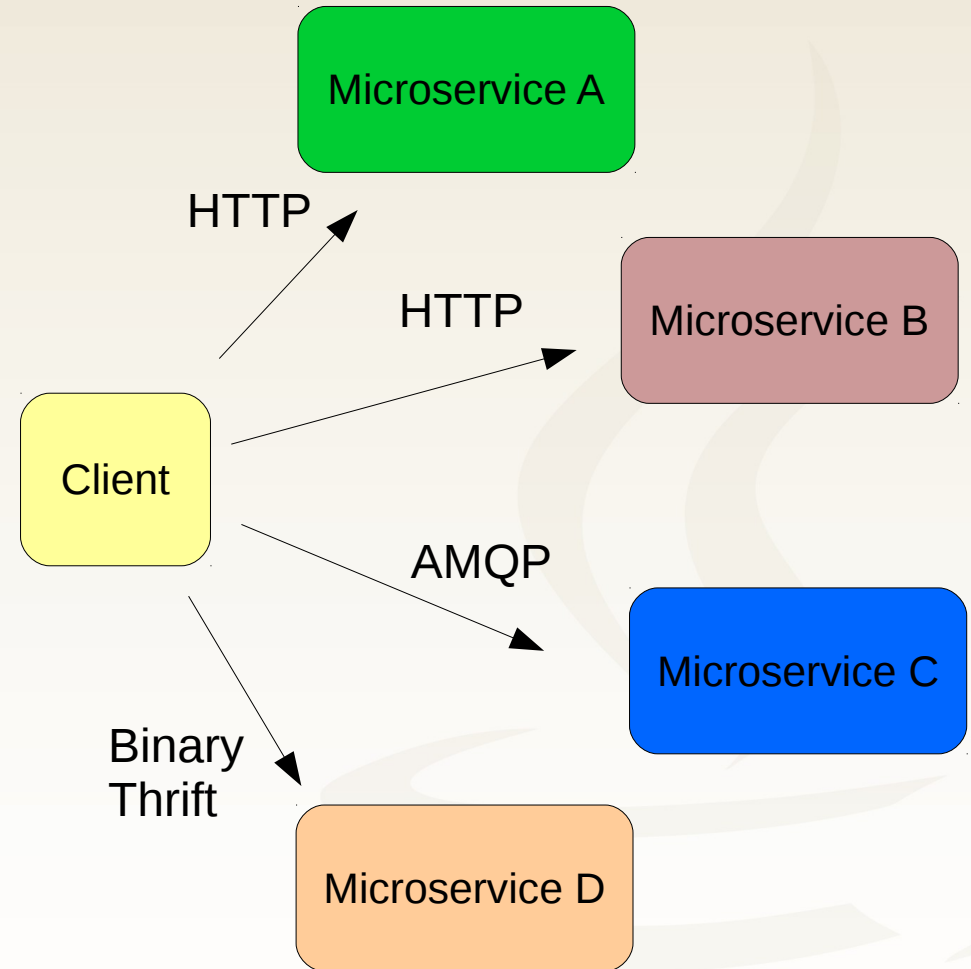 Microservice A
HTTP
HTTP
Microservice B
Client
AMQP
Microservice C
Binary
Thrift
Microservice D